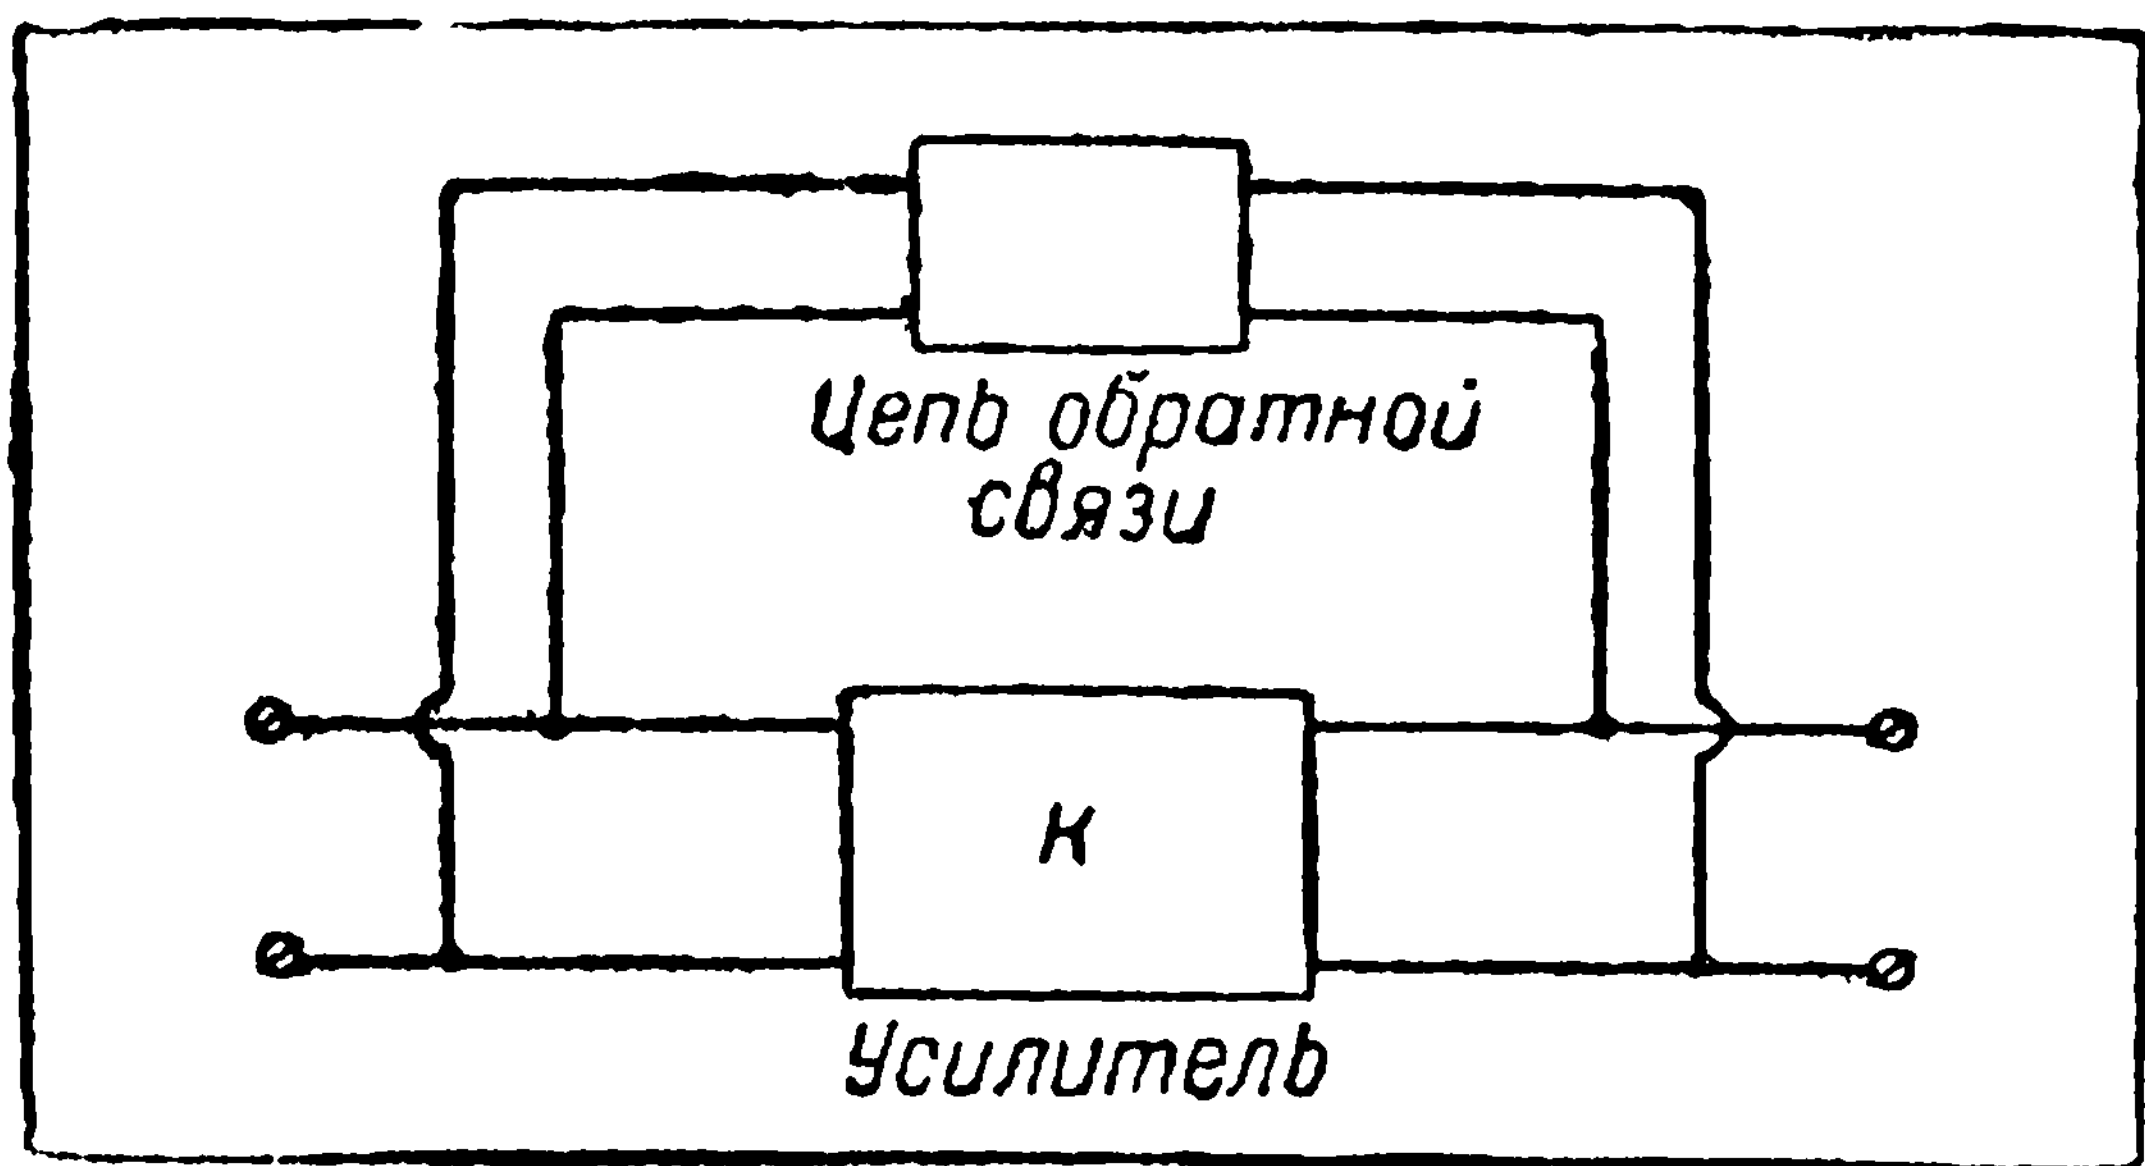 Цепь обратной
связи
К
Усилитель